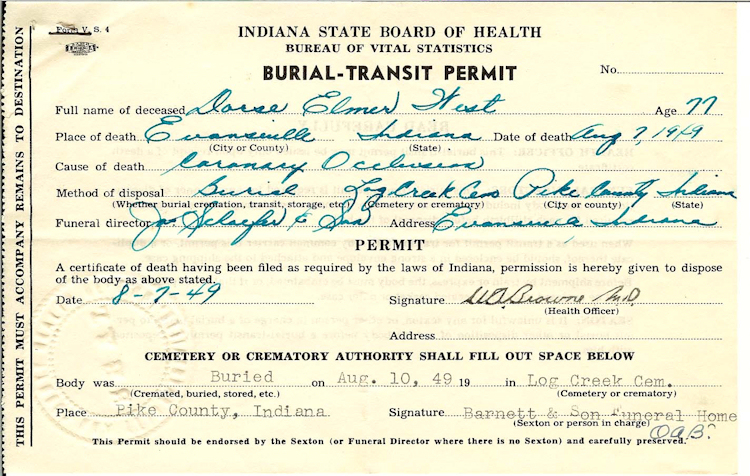 Form V. S. 4
INDIANA STATE BOARD OF HEALTH
BUREAU OF VITAL STATISTICS
BURIAL-TRANSIT PERMIT
No.
Full name of deceased Dorse Elmer West Age 77
Place of death Evansville Indiana Date of death Aug 7, 1949
(City or County) (State)
Cause of death Coronary Occlusion
Method of disposal Burial Log Creek Cem Pike County Indiana
(Whether burial cremation, transit, storage, etc.) (Cemetery or crematory) (City or county) (State)
Funeral director Schaefer & Son Address Evansville Indiana
PERMIT
A certificate of death having been filed as required by the laws of Indiana, permission is hereby given to dispose
of the body as above stated.
Date 8-7-49 Signature Browne M.D.
(Health Officer)
Address
CEMETERY OR CREMATORY AUTHORITY SHALL FILL OUT SPACE BELOW
Body was Buried on Aug. 10, 49 19 in Log Creek Cem.
(Cremated, buried, stored, etc.) (Cemetery or crematory)
Place Pike County, Indiana Signature Barnett & Son Funeral Home
(Sexton or person in charge)
O.A.B.
This Permit should be endorsed by the Sexton (or Funeral Director where there is no Sexton) and carefully preserved.
THIS PERMIT MUST ACCOMPANY REMAINS TO DESTINATION